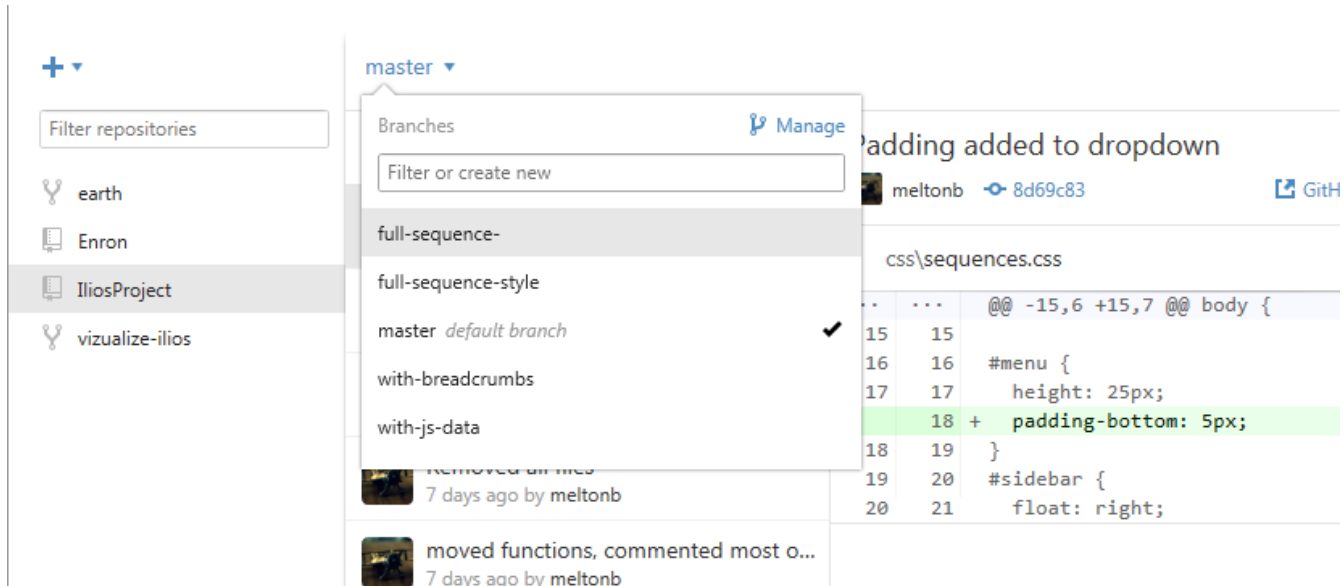 master
Filter repositories
earth
Enron
IliosProject
vizualize-ilios
Branches
Manage
Filter or create new
full-sequence-
full-sequence-style
master default branch
with-breadcrumbs
with-js-data
Removed all files
7 days ago by meltonb
moved functions, commented most o...
7 days ago by meltonb
Padding added to dropdown
meltonb 8d69c83
GitH
css\sequences.css
.. ... @@ -15,6 +15,7 @@ body {
15 15
16 16 #menu {
17 17 height: 25px;
18 + padding-bottom: 5px;
18 19 }
19 20 #sidebar {
20 21 float: right;